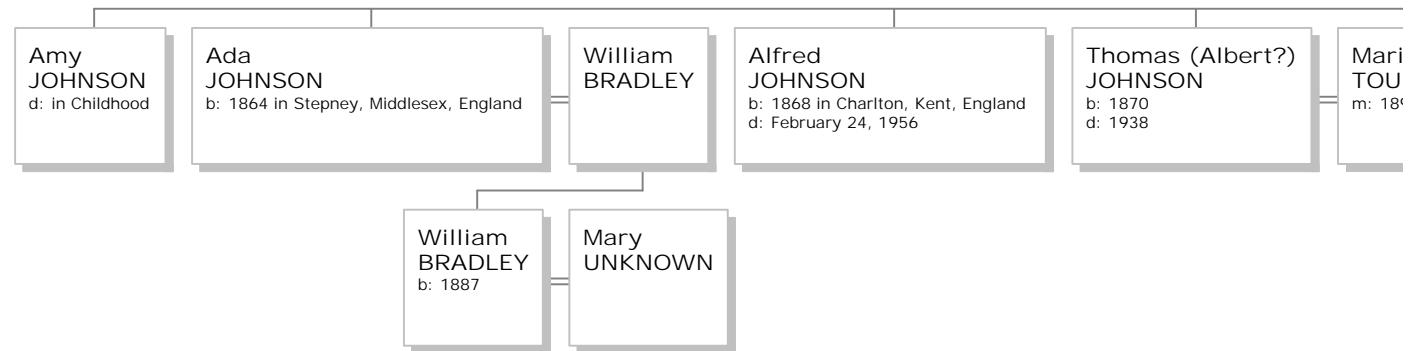 Amy
JOHNSON
d: in Childhood
Ada
JOHNSON
b: 1864 in Stepney, Middlesex, England
William
BRADLEY
Alfred
JOHNSON
b: 1868 in Charlton, Kent, England
d: February 24, 1956
Thomas (Albert?)
JOHNSON
b: 1870
d: 1938
m:
William
BRADLEY
b: 1887
Mary
UNKNOWN